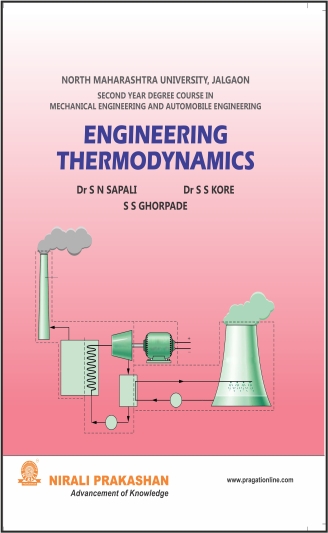 NORTH MAHARASHTRA UNIVERSITY, JALGAON
SECOND YEAR DEGREE COURSE IN
MECHANICAL ENGINEERING AND AUTOMOBILE ENGINEERING
ENGINEERING
THERMODYNAMICS
Dr S N SAPALI Dr S S KORE
S S GHORPADE
NIRALI PRAKASHAN
Advancement of Knowledge
www.pragationline.com